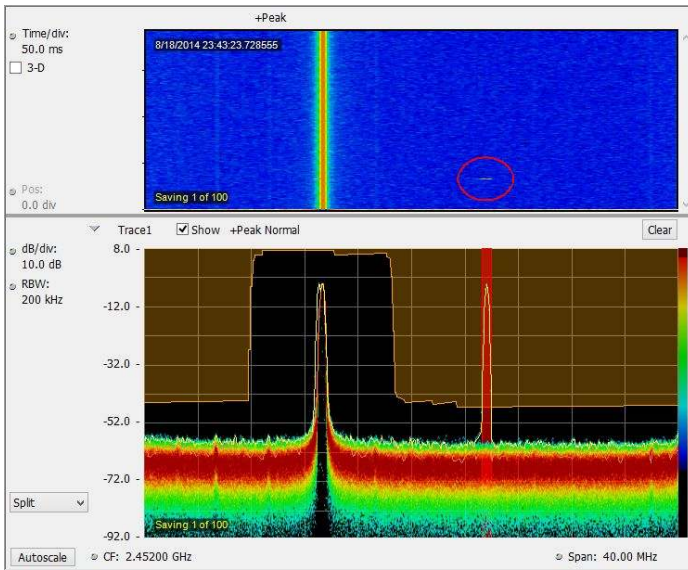 +Peak
Time/div:
50.0 ms
3-D
8/18/2014 23:43:23.728555
Pos:
0.0 div
Saving 1 of 100
Trace1
Show
+Peak Normal
Clear
dB/div:
10.0 dB
RBW:
200 kHz
8.0
-12.0
-32.0
-52.0
-72.0
-92.0
Split
Saving 1 of 100
Autoscale
CF: 2.45200 GHz
Span: 40.00 MHz